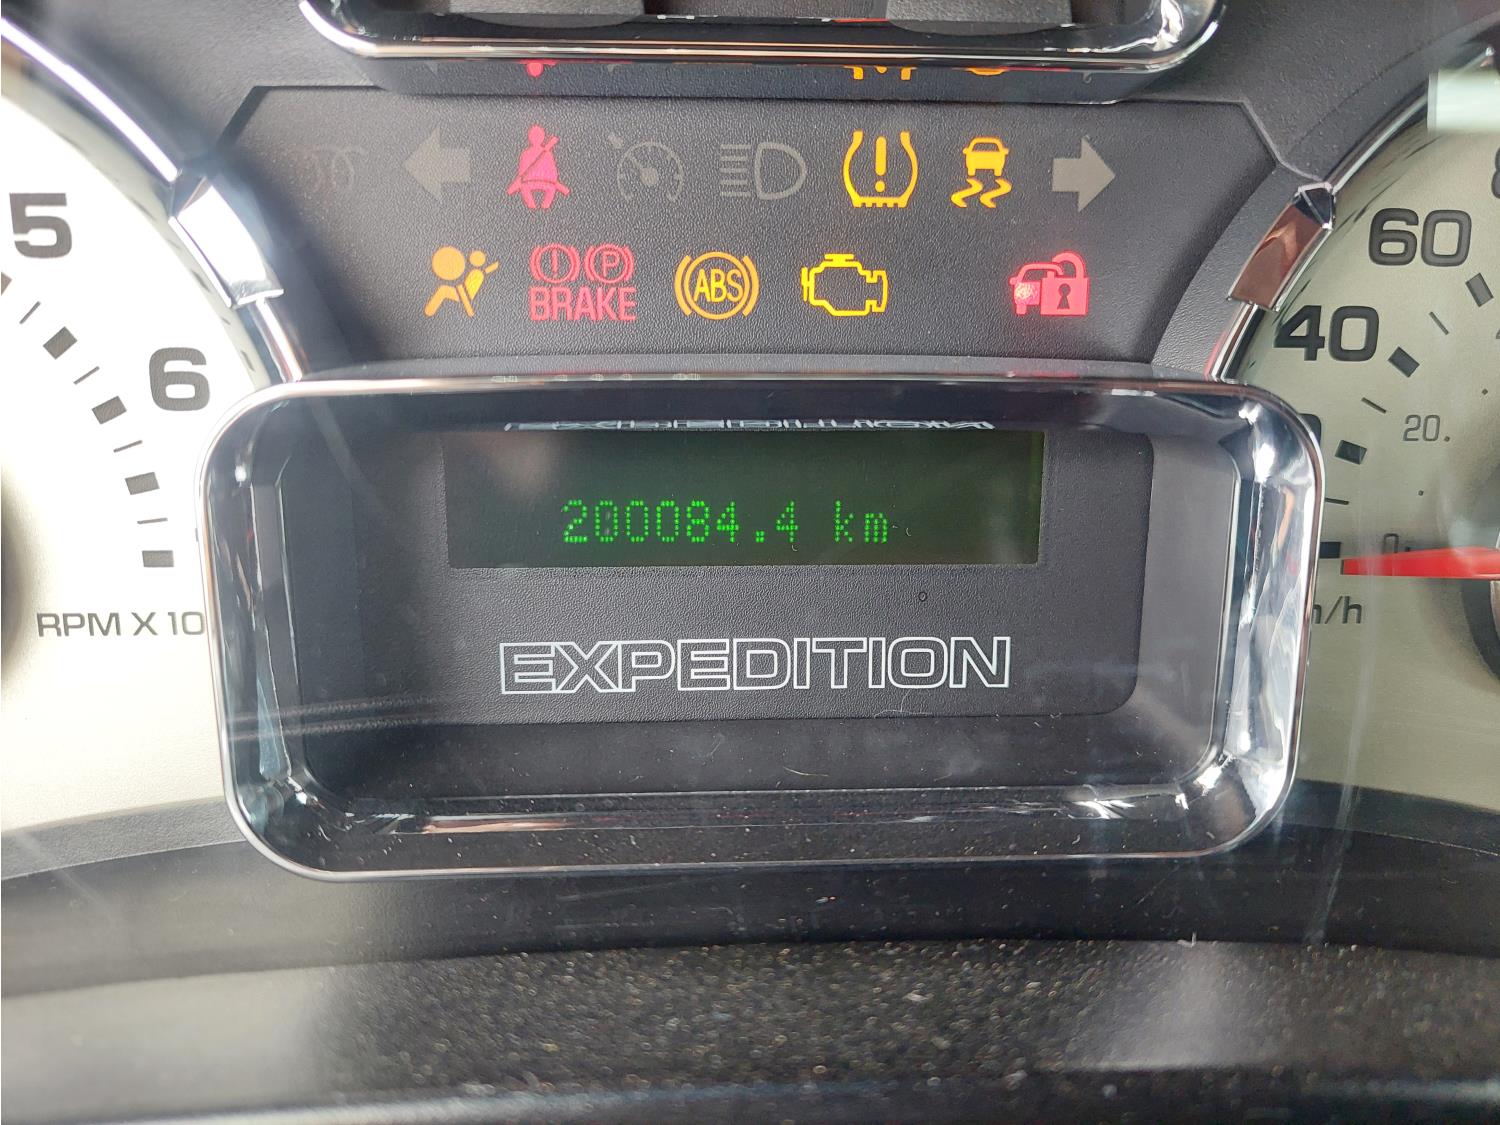 5
6
RPM X 10
ABS
P
BRAKE
60
40
20
200084.4 km
EXPEDITION